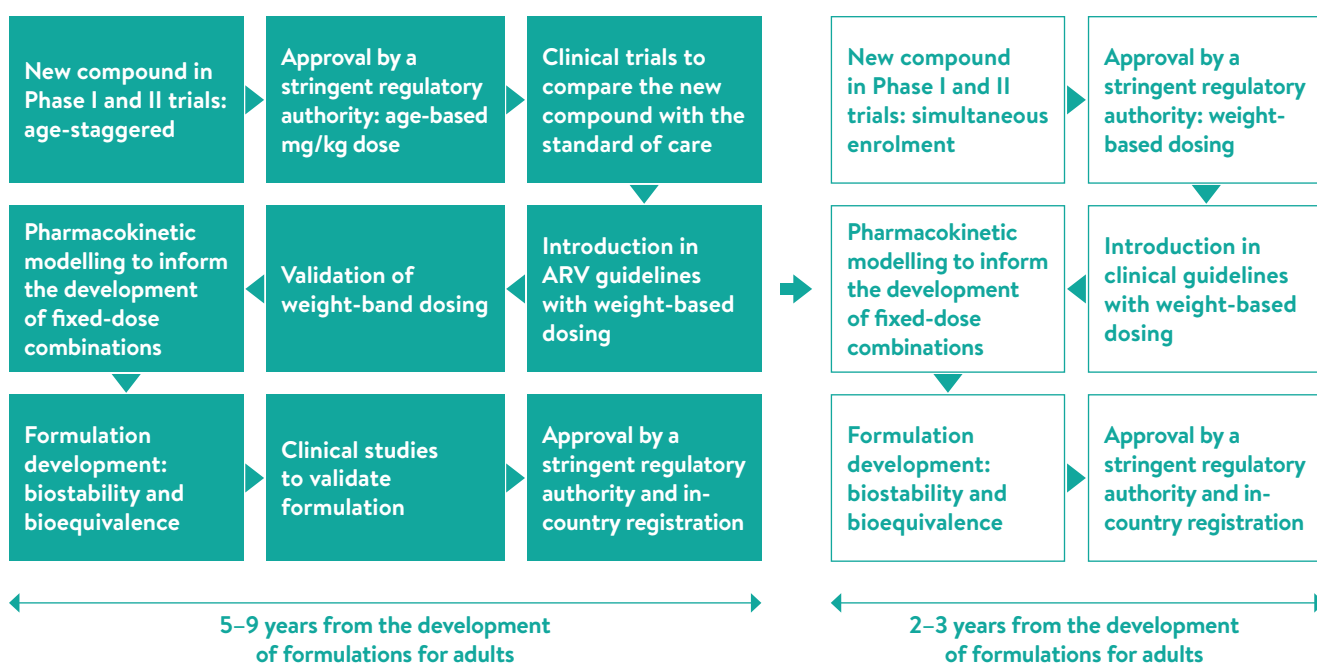 New compound in
Phase I and II trials:
age-staggered
Approval by a
stringent regulatory
authority: age-based
mg/kg dose
Clinical trials to
compare the new
compound with the
standard of care
Pharmacokinetic
modelling to inform
the development
of fixed-dose
combinations
Validation of
weight-band dosing
Introduction in
ARV guidelines
with weight-based
dosing
Formulation
development:
biostability and
bioequivalence
Clinical studies
to validate
formulation
Approval by a
stringent regulatory
authority and in-
country registration
5–9 years from the development
of formulations for adults
New compound
in Phase I and II
trials: simultaneous
enrolment
Approval by a
stringent regulatory
authority: weight-
based dosing
Pharmacokinetic
modelling to inform
the development
of fixed-dose
combinations
Introduction in
clinical guidelines
with weight-based
dosing
Formulation
development:
biostability and
bioequivalence
Approval by a
stringent regulatory
authority and in-
country registration
2–3 years from the development
of formulations for adults